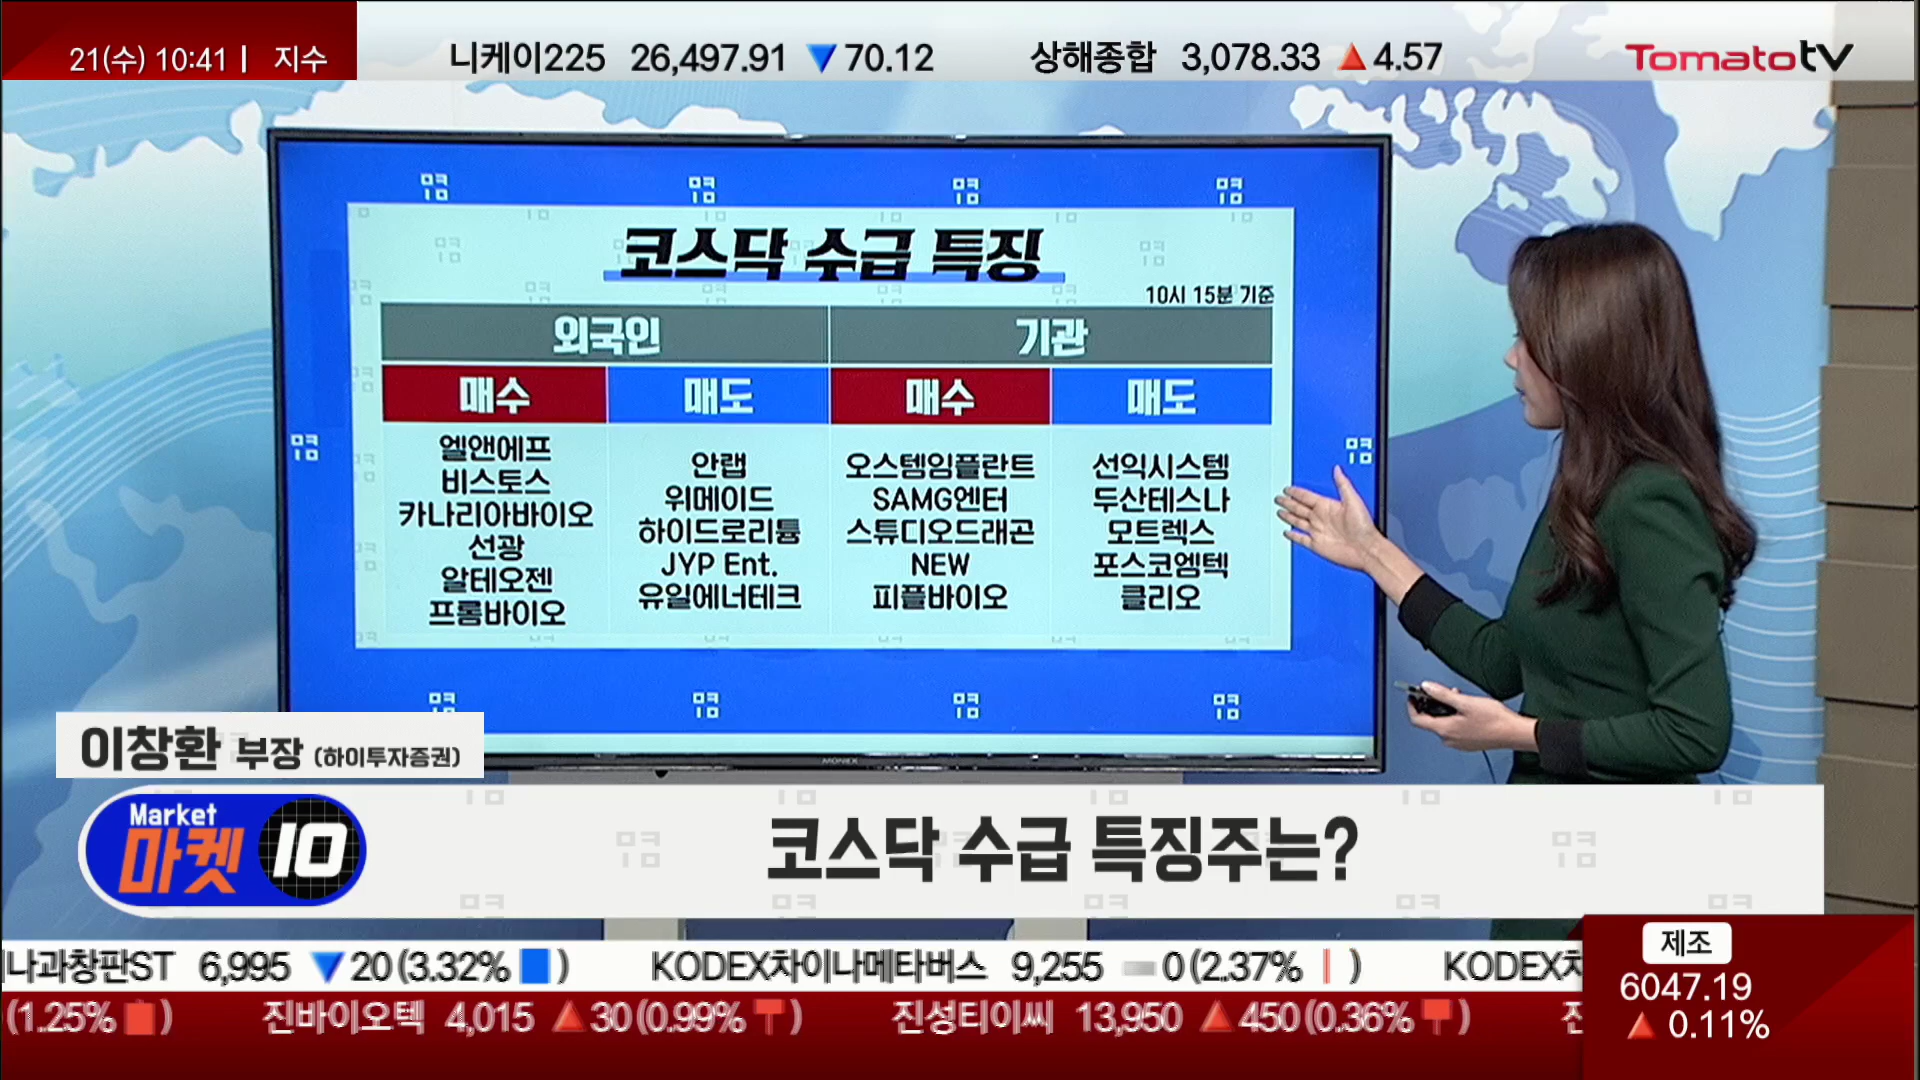 21(수) 10:41 | 지수
니케이225 26,497.91 ▼70.12 상해종합 3,078.33 ▲4.57
Tomatotv
코스닥 수급 특징
10시 15분 기준
외국인 기관
매수 매도 매수 매도
엘앤에프
비스토스
카나리아바이오
선광
알테오젠
프롬바이오
안랩
위메이드
하이드로리튬
JYP Ent.
유일에너테크
오스템임플란트
SAMG엔터
스튜디오드래곤
NEW
피플바이오
선익시스템
두산테스나
모트렉스
포스코엠텍
클리오
이창환 부장 (하이투자증권)
Market
마켓 10
코스닥 수급 특징주는?
나과창판ST 6,995 ▼20(3.32% ) KODEX차이나메타버스 9,255 0(2.37% ) KODEX차
(1.25% ) 진바이오텍 4,015 ▲30(0.99% ) 진성티이씨 13,950 ▲450(0.36% )
제조
6047.19
▲ 0.11%